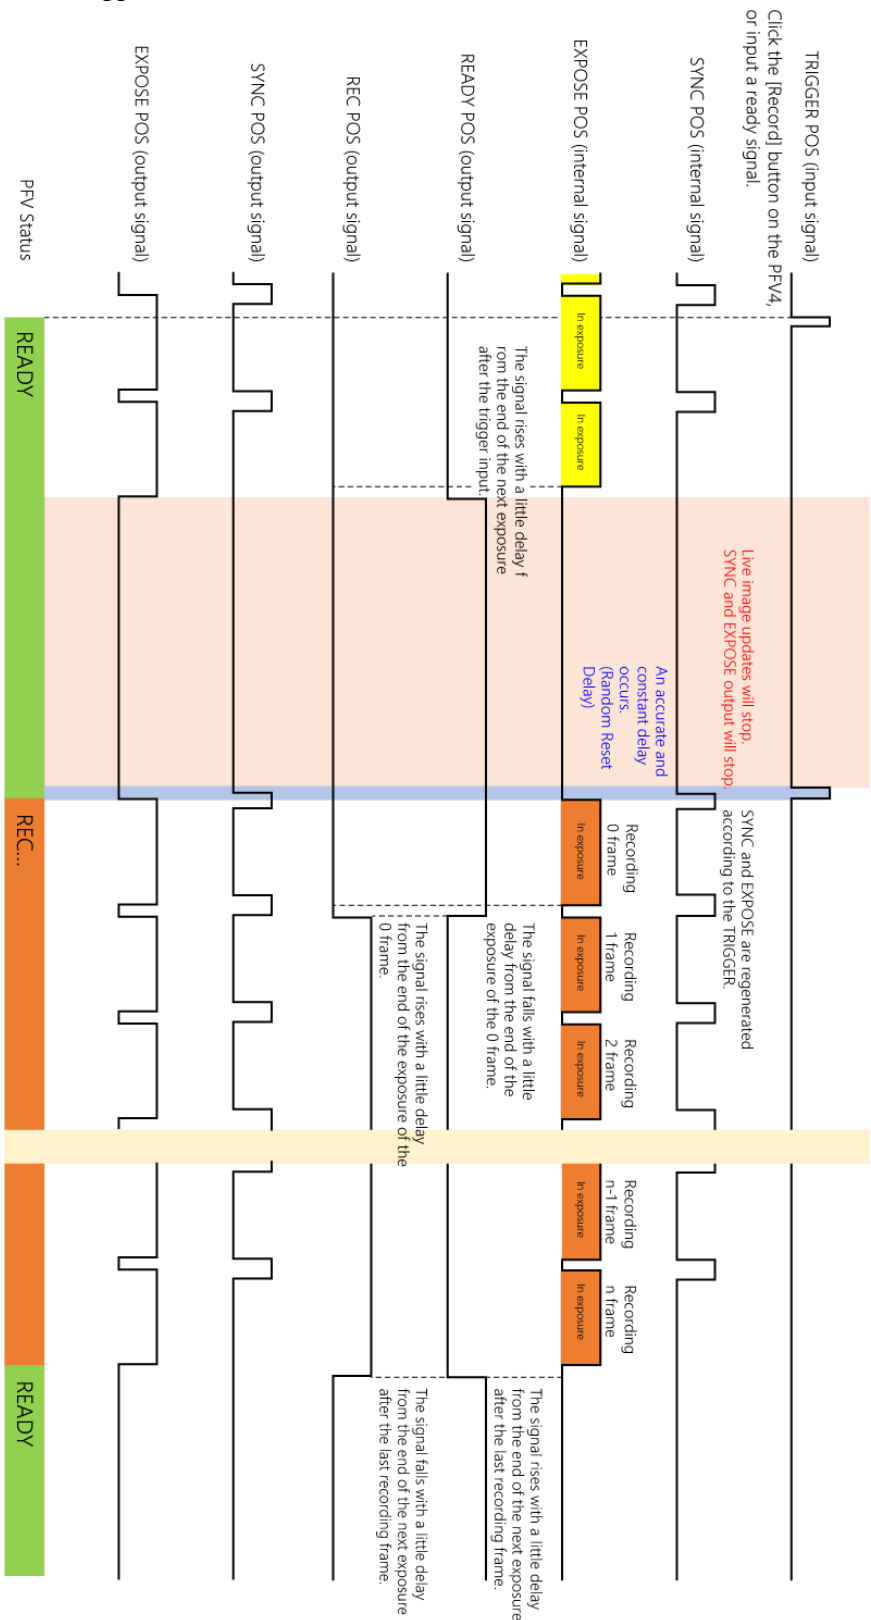 Click the [Record] button on the PFV4,
or input a ready signal.
TRIGGER POS (input signal)
SYNC POS (internal signal)
EXPOSE POS (internal signal)
READY POS (output signal)
REC POS (output signal)
SYNC POS (output signal)
EXPOSE POS (output signal)
PFV Status
Live image updates will stop.
SYNC and EXPOSE output will stop.
SYNC and EXPOSE are regenerated
according to the TRIGGER.
An accurate and
constant delay
occurs.
(Random Reset
Delay)
Recording
0 frame
Recording
1 frame
Recording
2 frame
Recording
n-1 frame
Recording
n frame
In exposure
In exposure
In exposure
In exposure
In exposure
In exposure
In exposure
The signal rises with a little delay f
rom the end of the next exposure
after the trigger input.
The signal falls with a little
delay from the end of the
exposure of the 0 frame.
The signal rises with a little delay
from the end of the next exposure
after the last recording frame.
The signal rises with a little delay
from the end of the exposure of the
0 frame.
The signal falls with a little delay
from the end of the next exposure
after the last recording frame.
READY
REC...
READY